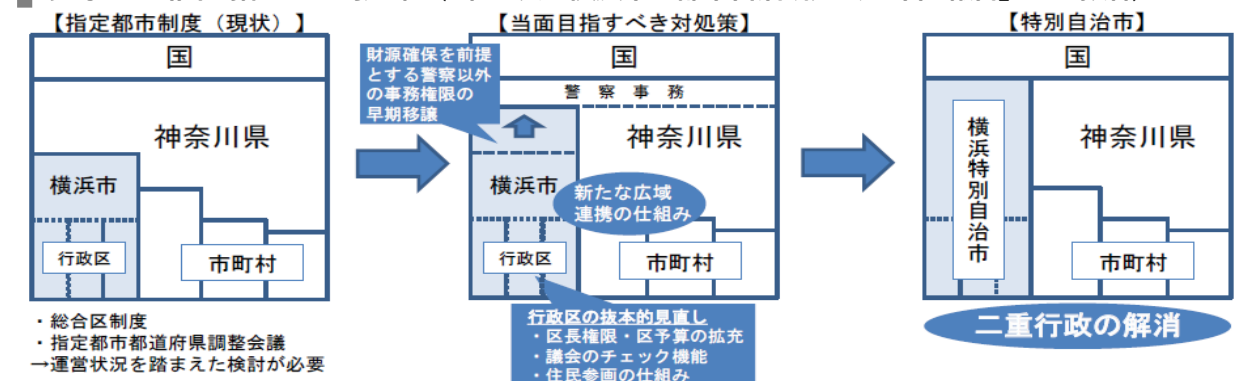 【指定都市制度（現状）】
国
神奈川県
横浜市
行政区
市町村
・総合区制度
・指定都市都道府県調整会議
→運営状況を踏まえた検討が必要
【当面目指すべき対処策】
財源確保を前提
とする警察以外
の事務権限の
早期移譲
国
警察事務
神奈川県
横浜市
新たな広域
連携の仕組み
行政区
市町村
行政区の抜本的見直し
・区長権限・区予算の拡充
・議会のチェック機能
・住民参画の仕組み
【特別自治市】
国
横浜特別自治市
神奈川県
市町村
二重行政の解消